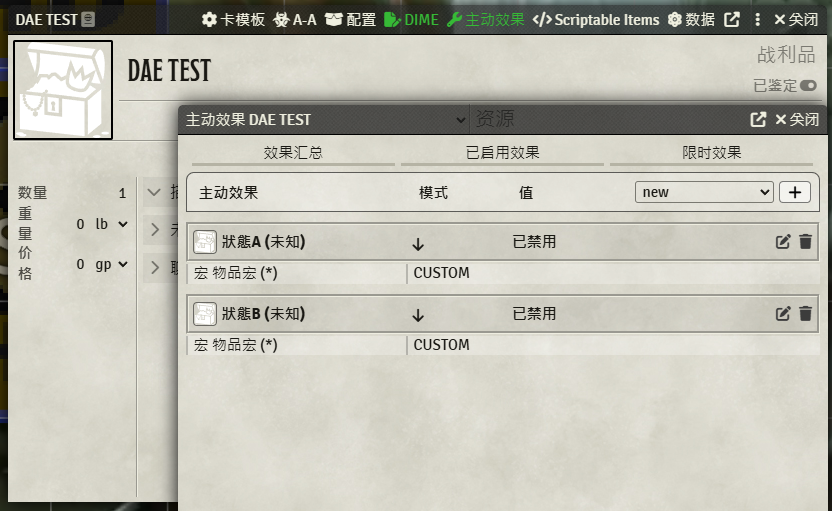 DAE TEST 卡模板 A-A 配置 DIME 主动效果 Scriptable Items 数据 关闭
DAE TEST
战利品
已鉴定
主动效果 DAE TEST 资源 关闭
效果汇总 已启用效果 限时效果
主动效果 模式 值 new
数量 1
重量 0 lb
价格 0 gp
狀態A (未知) 已禁用
宏 物品宏 (*) CUSTOM
狀態B (未知) 已禁用
宏 物品宏 (*) CUSTOM